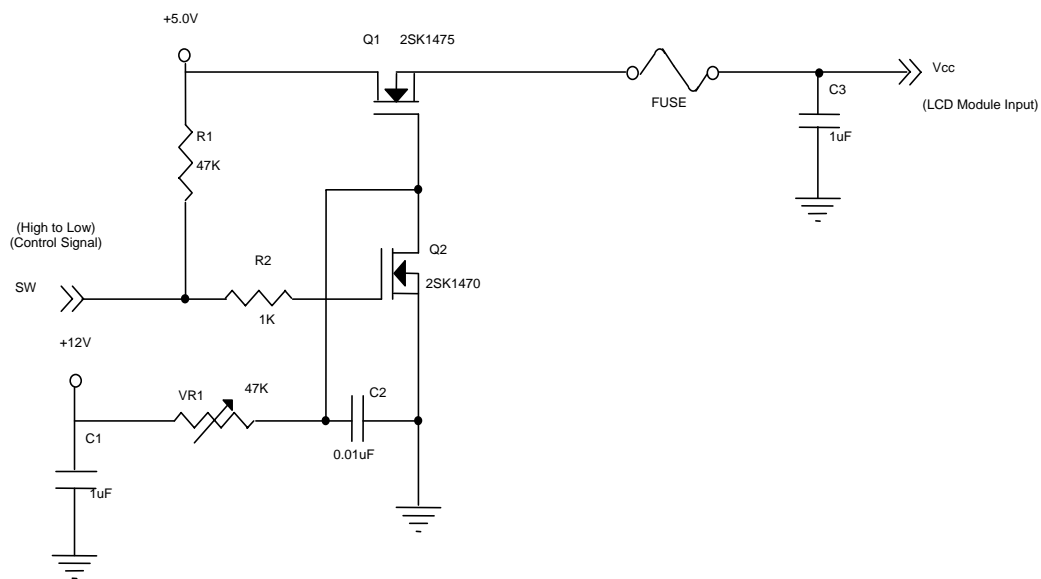 +5.0V
Q1 2SK1475
Vcc
C3
FUSE
(LCD Module Input)
R1
1uF
47K
(High to Low)
(Control Signal)
Q2
R2
2SK1470
SW
1K
+12V
47K
VR1
C2
C1
0.01uF
1uF